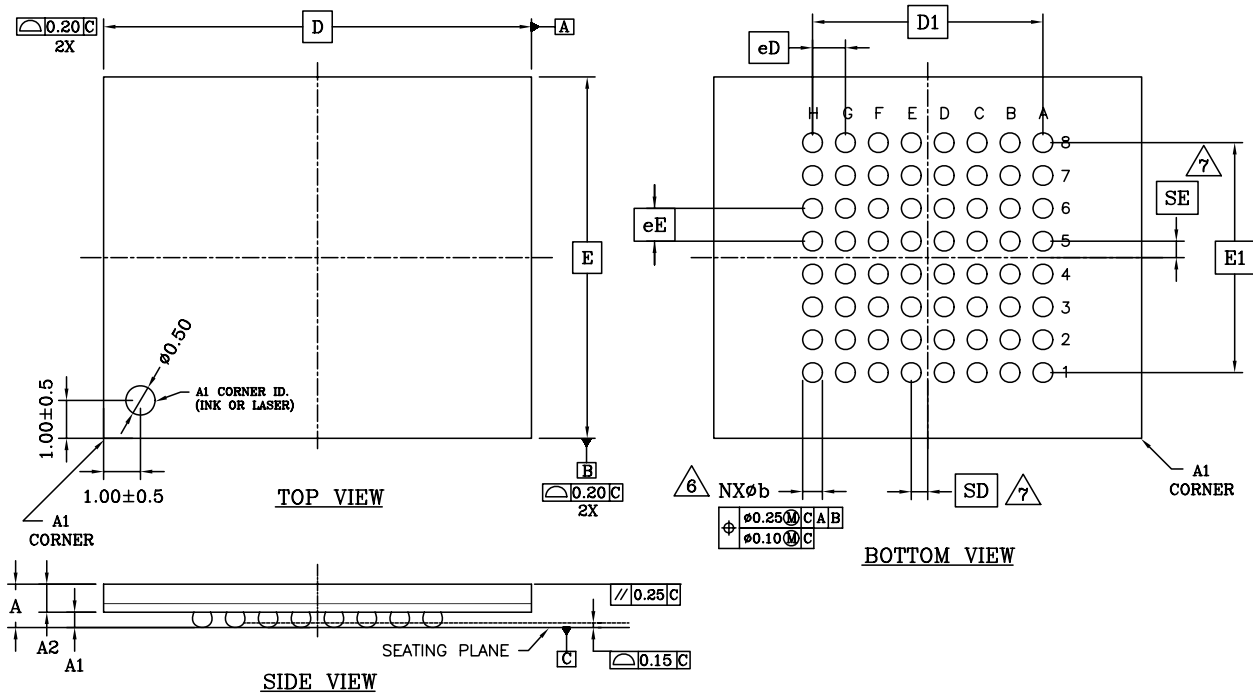 ⌓ 0.20 C
2X
D
A
E
ø0.50
1.00±0.5
A1 CORNER ID.
(INK OR LASER)
1.00±0.5
TOP VIEW
A1
CORNER
B
⌓ 0.20 C
2X
D1
eD
H G F E D C B A
8
7
6
5
4
3
2
1
7
SE
eE
E1
6 NXøb
⌖ ø0.25 Ⓜ C A B
ø0.10 Ⓜ C
SD 7
A1
CORNER
BOTTOM VIEW
A
A2
A1
// 0.25 C
SEATING PLANE
C
⌓ 0.15 C
SIDE VIEW